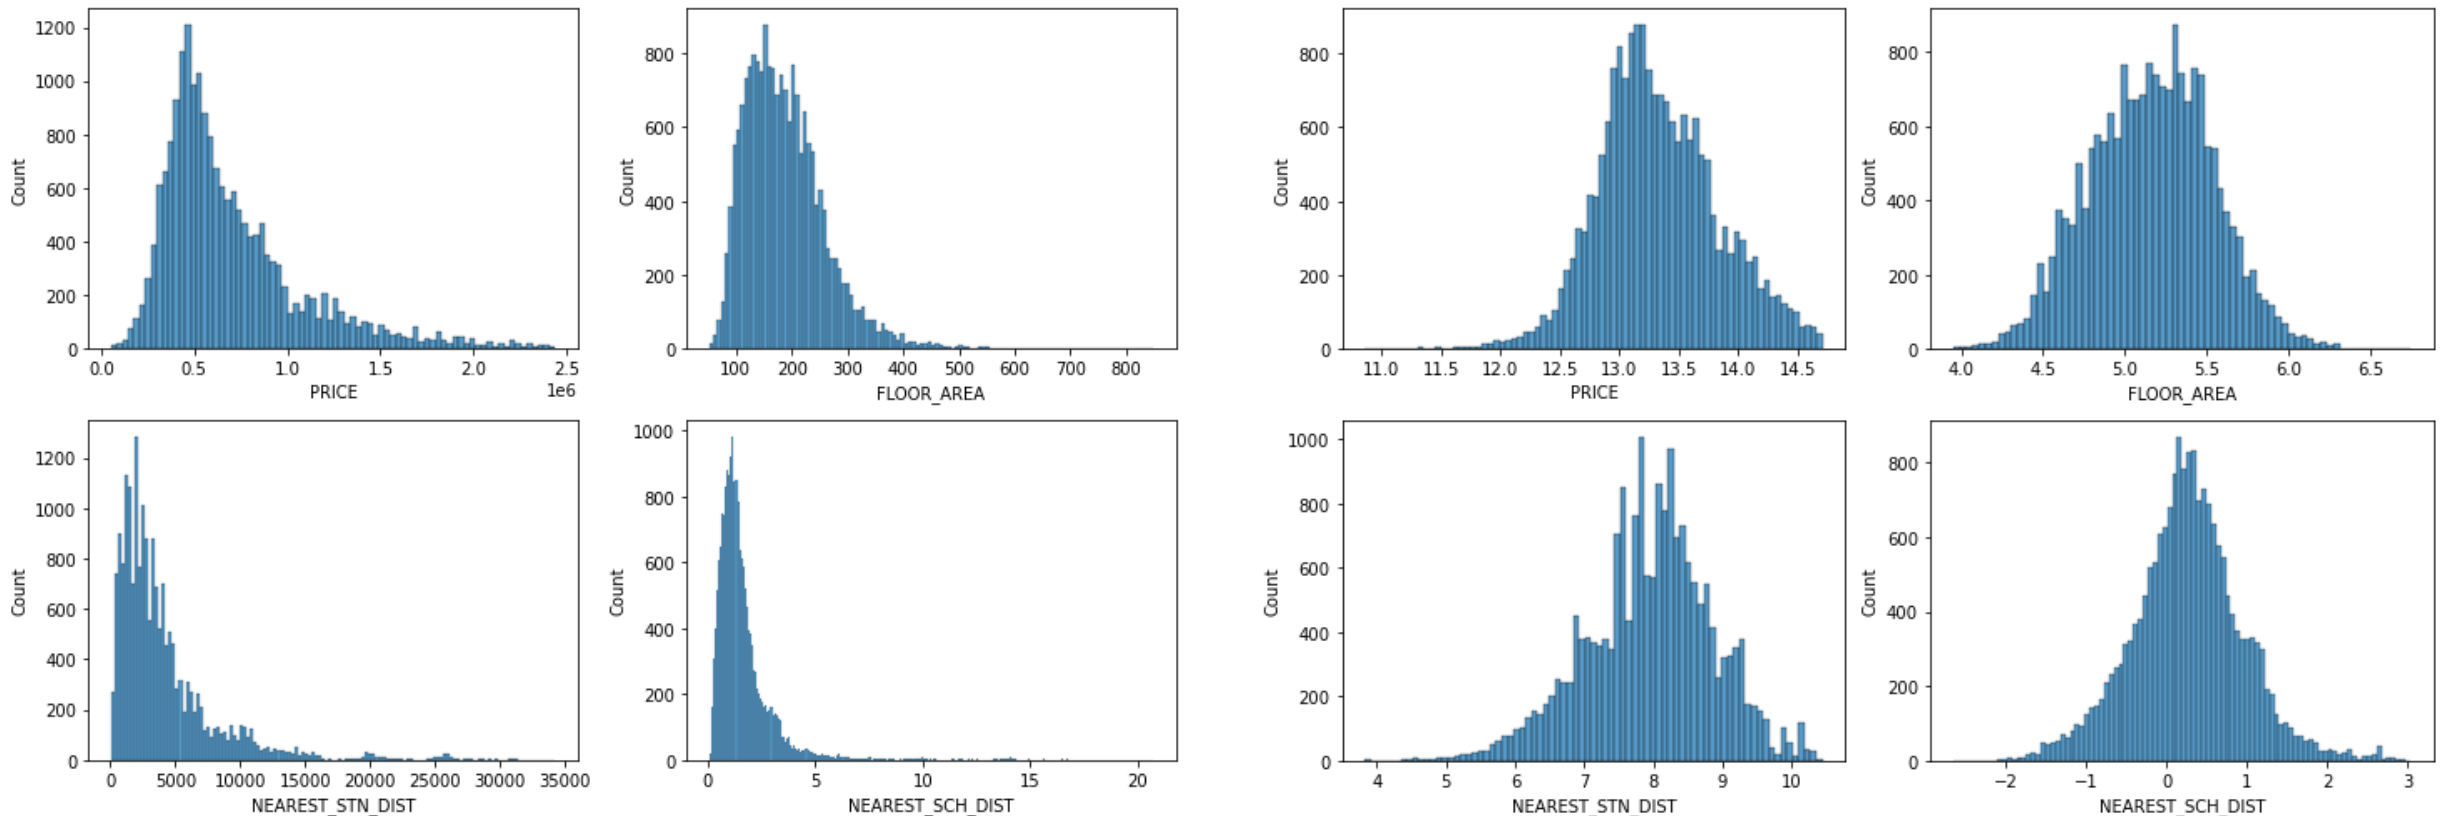 Count
1200
1000
800
600
400
200
0
0.0 0.5 1.0 1.5 2.0 2.5
1e6
PRICE
Count
800
600
400
200
0
100 200 300 400 500 600 700 800
FLOOR_AREA
Count
800
600
400
200
0
11.0 11.5 12.0 12.5 13.0 13.5 14.0 14.5
PRICE
Count
800
600
400
200
0
4.0 4.5 5.0 5.5 6.0 6.5
FLOOR_AREA
Count
1200
1000
800
600
400
200
0
0 5000 10000 15000 20000 25000 30000 35000
NEAREST_STN_DIST
Count
1000
800
600
400
200
0
0 5 10 15 20
NEAREST_SCH_DIST
Count
1000
800
600
400
200
0
4 5 6 7 8 9 10
NEAREST_STN_DIST
Count
800
600
400
200
0
−2 −1 0 1 2 3
NEAREST_SCH_DIST